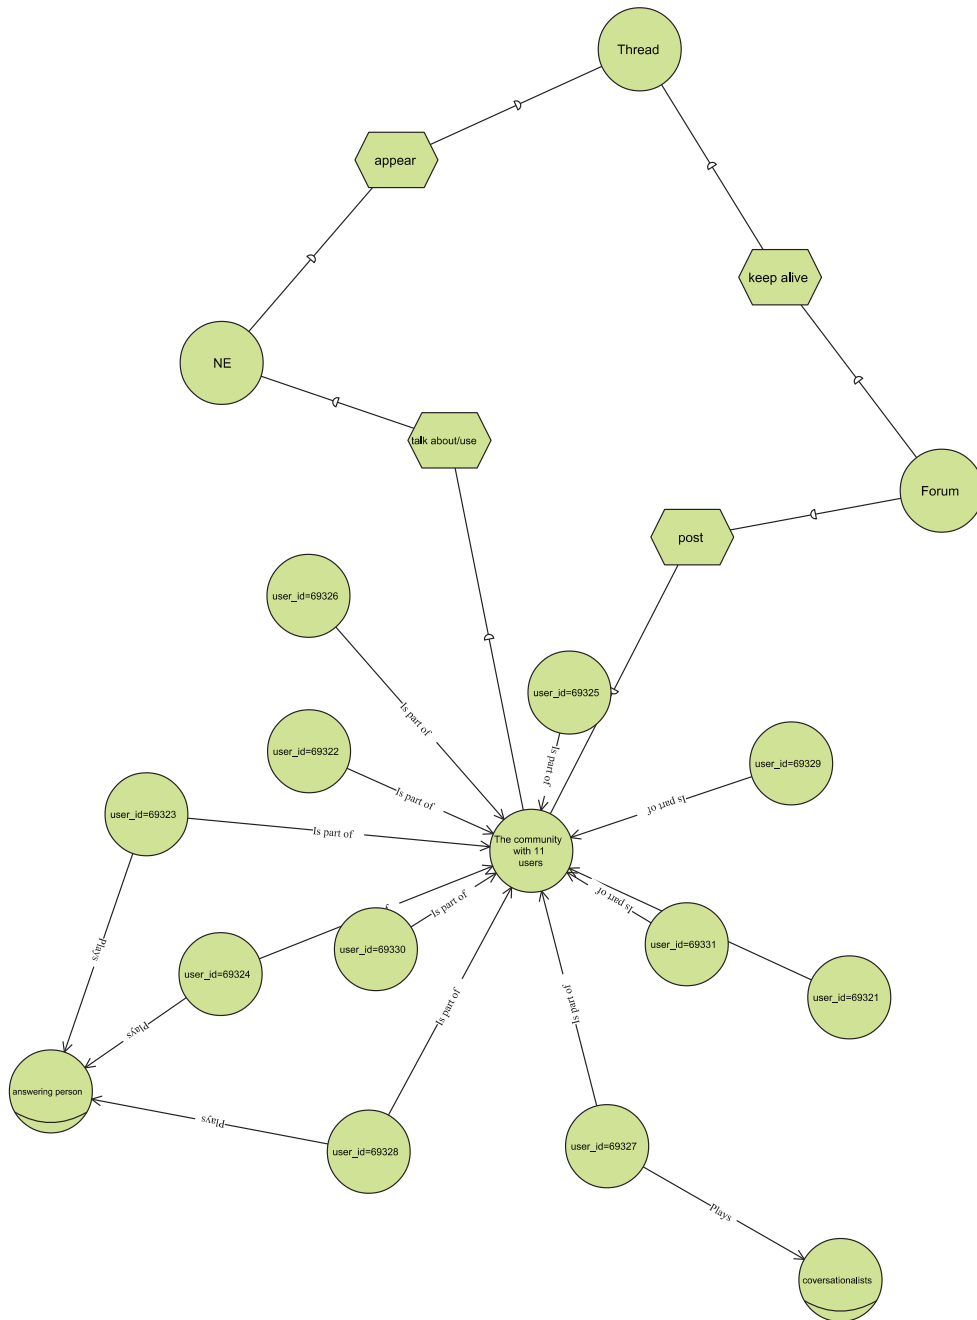 Thread
appear
keep alive
NE
talk about/use
Forum
post
user_id=69326
Is part of
user_id=69325
Is part of
user_id=69322
Is part of
user_id=69329
Is part of
user_id=69323
Is part of
The community
with 11
users
user_id=69330
Is part of
user_id=69331
Is part of
user_id=69324
user_id=69321
Plays
Plays
Is part of
Is part of
answering person
Plays
user_id=69328
user_id=69327
Plays
coversationalists